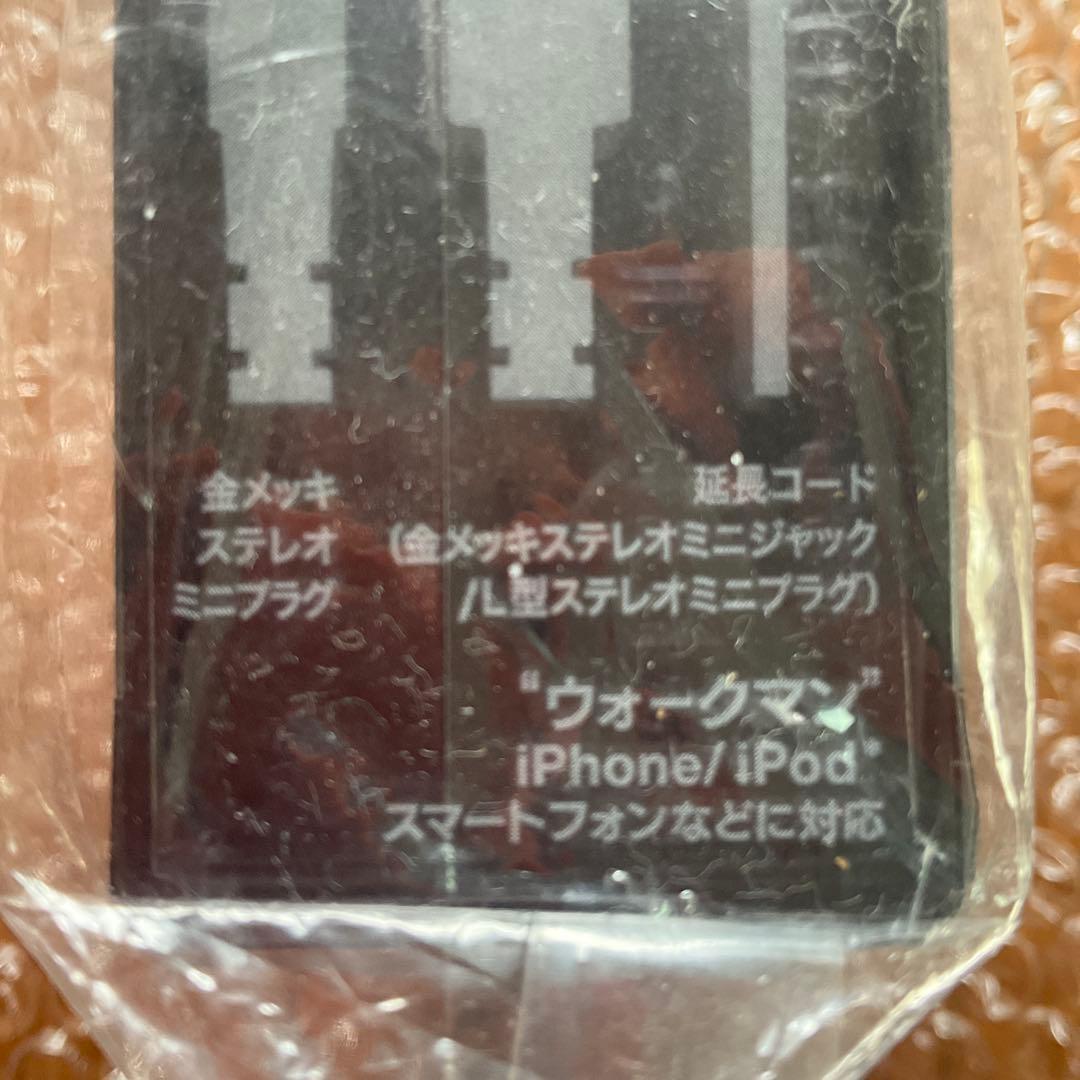 金メッキ
ステレオ
ミニプラグ
延長コード
(金メッキステレオミニジャック
/L型ステレオミニプラグ)
“ウォークマン”
iPhone/iPod*
スマートフォンなどに対応